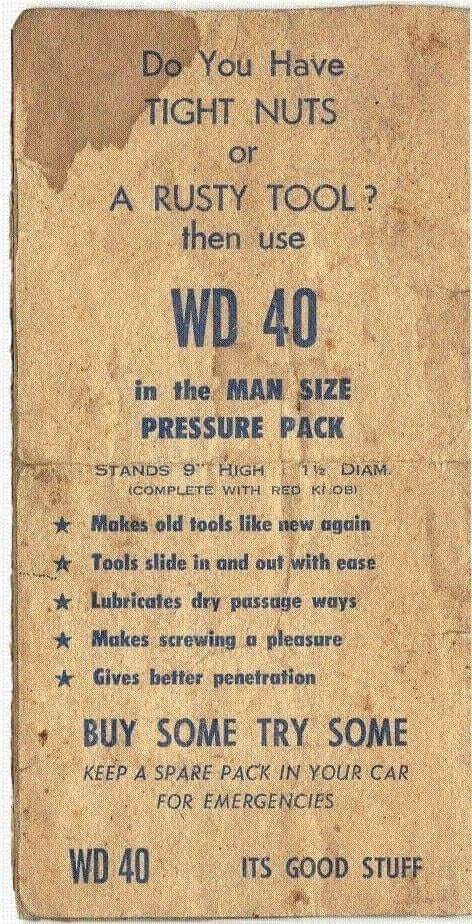 Do You Have
TIGHT NUTS
or
A RUSTY TOOL?
then use
WD 40
in the MAN SIZE
PRESSURE PACK
STANDS 9" HIGH 1 1/2 DIAM.
(COMPLETE WITH RED KNOB)
★ Makes old tools like new again
★ Tools slide in and out with ease
★ Lubricates dry passage ways
★ Makes screwing a pleasure
★ Gives better penetration
BUY SOME TRY SOME
KEEP A SPARE PACK IN YOUR CAR
FOR EMERGENCIES
WD 40 ITS GOOD STUFF